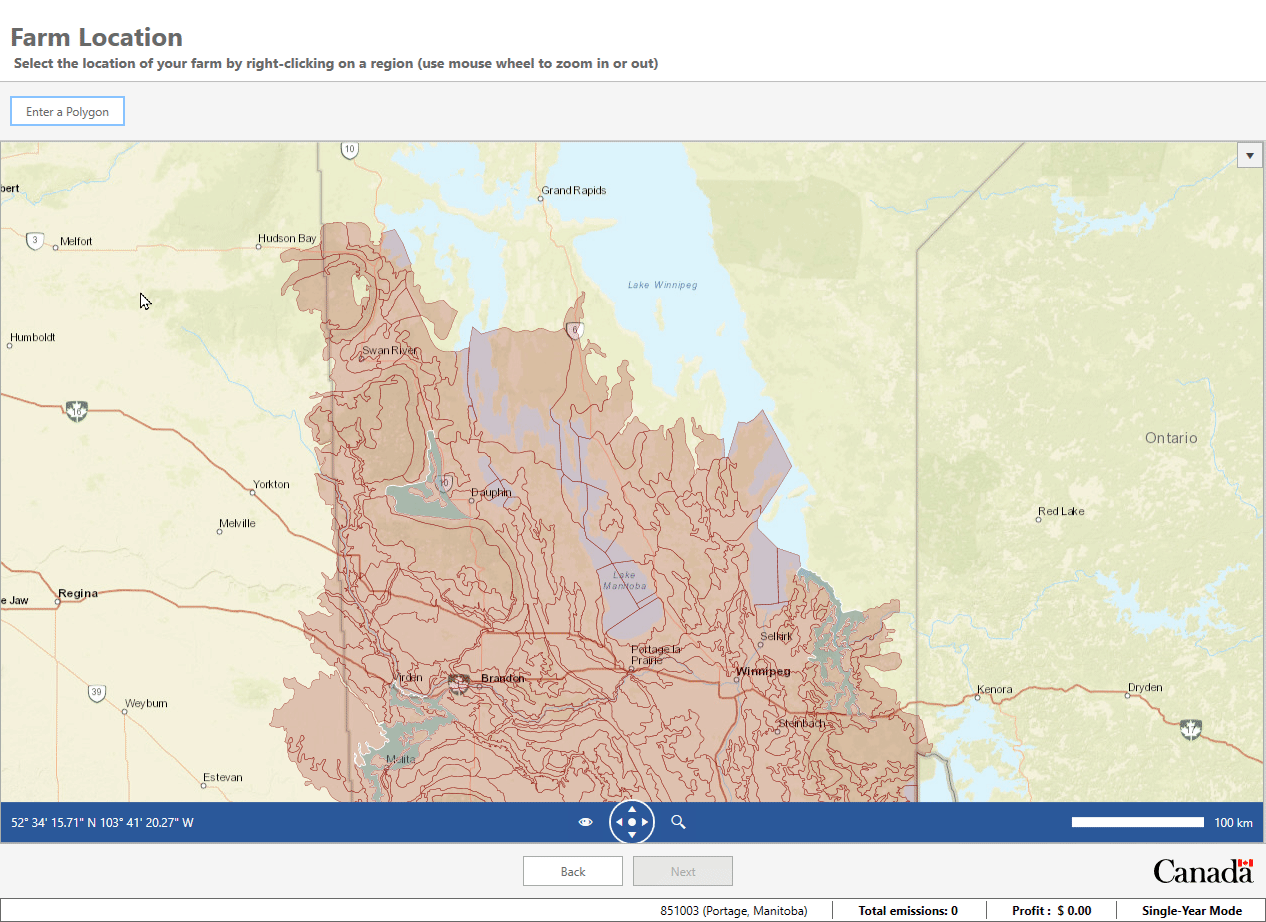 Farm Location
Select the location of your farm by right-clicking on a region (use mouse wheel to zoom in or out)
Enter a Polygon
10
Grand Rapids
bert
3
Melfort
Hudson Bay
Lake Winnipeg
6
Humboldt
Swan River
16
Ontario
Yorkton
10
Dauphin
Melville
Red Lake
Lake
Manitoba
Regina
e Jaw
Selkirk
Portage la
Prairie
Winnipeg
Virden
Brandon
39
Kenora
Dryden
Weyburn
Steinbach
17
Melita
Estevan
52° 34' 15.71" N 103° 41' 20.27" W
100 km
Back
Next
Canada
851003 (Portage, Manitoba)
Total emissions: 0
Profit : $ 0.00
Single-Year Mode